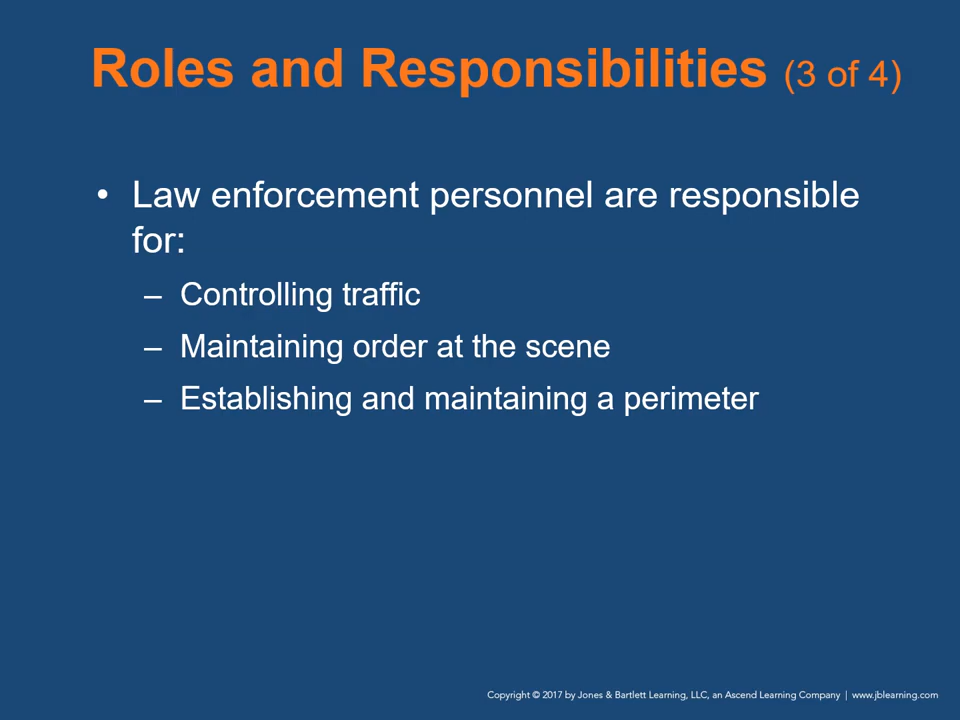 Roles and Responsibilities (3 of 4)
• Law enforcement personnel are responsible
for:
– Controlling traffic
– Maintaining order at the scene
– Establishing and maintaining a perimeter
Copyright © 2017 by Jones & Bartlett Learning, LLC, an Ascend Learning Company | www.jblearning.com